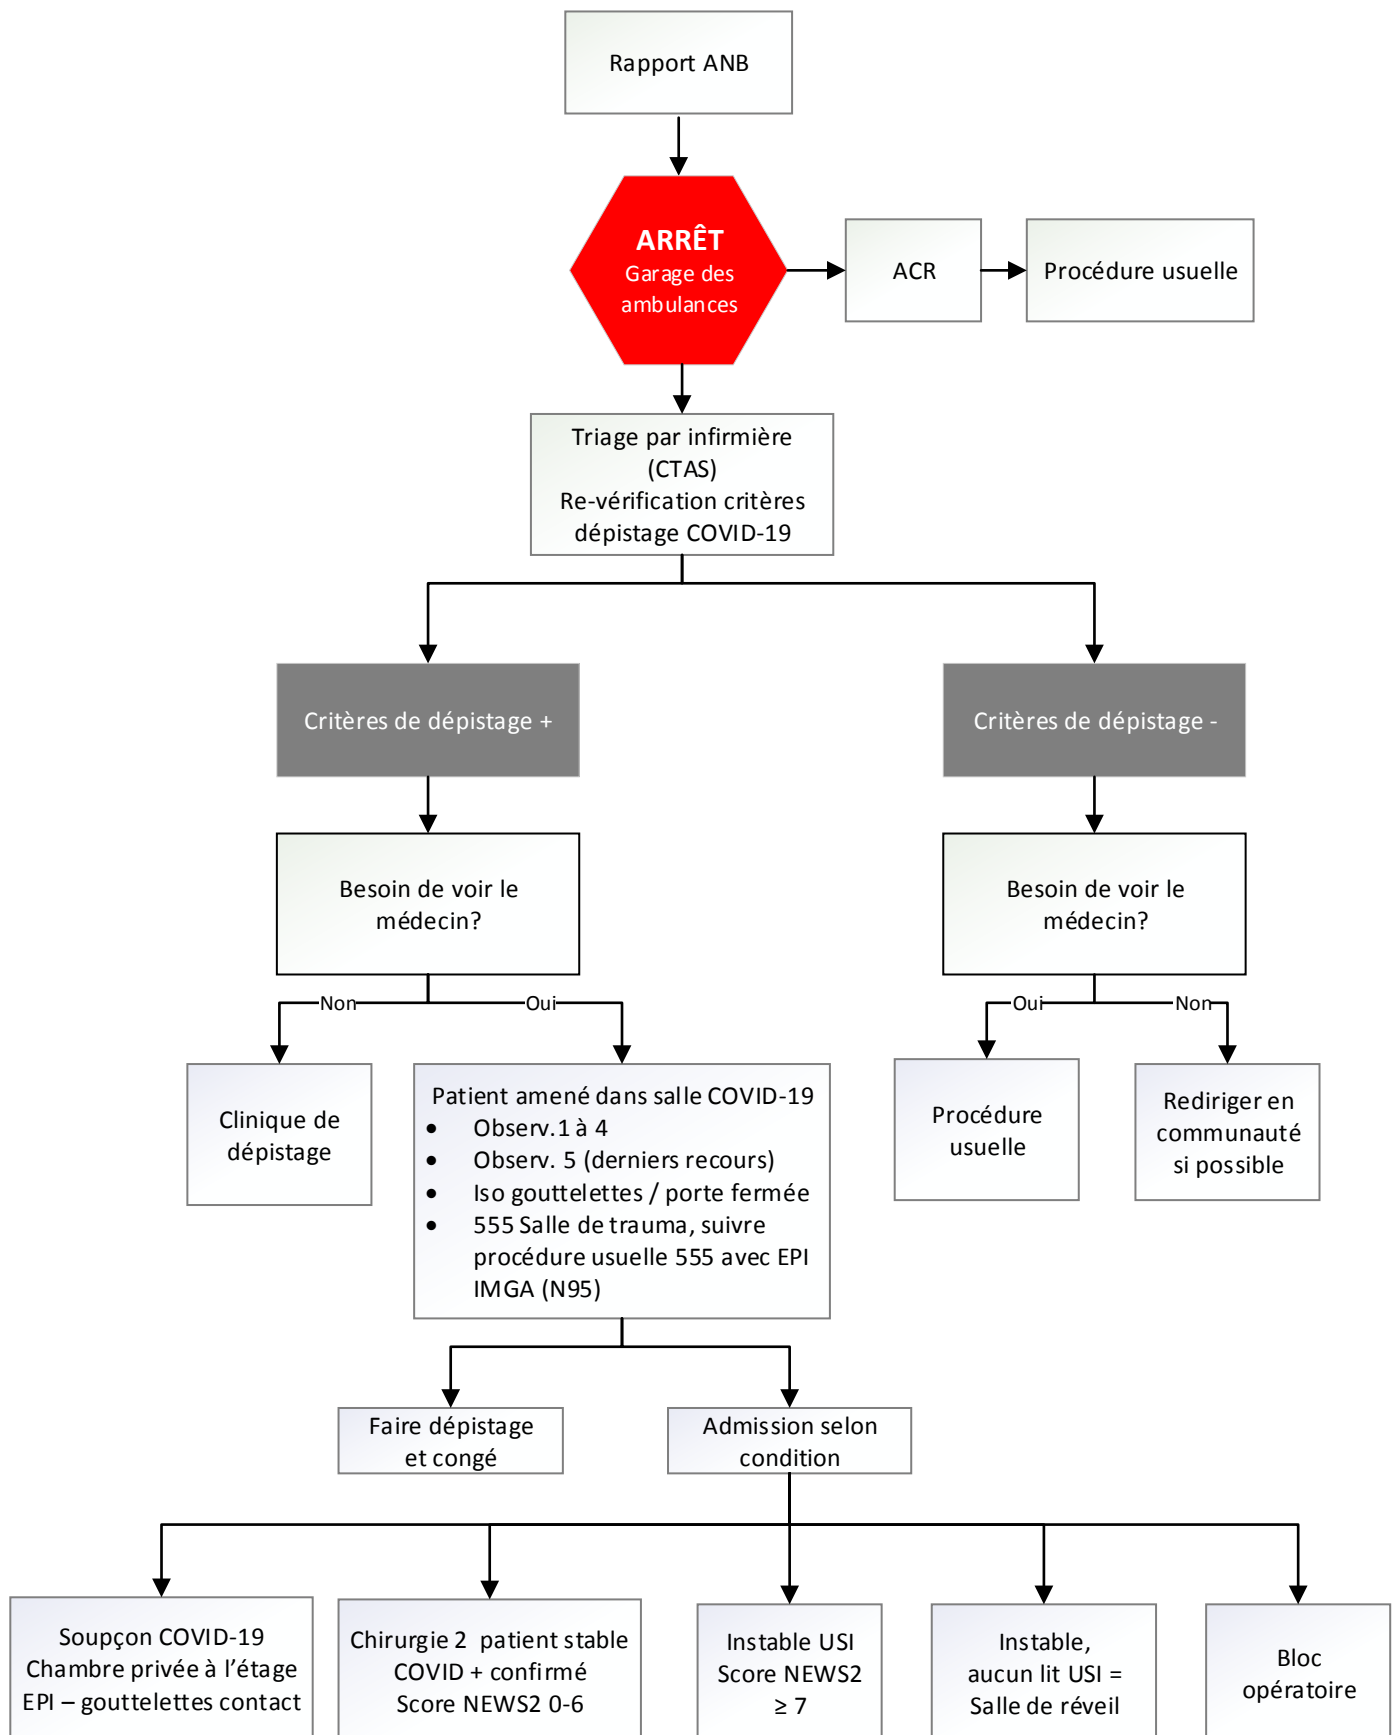 Rapport ANB
ARRÊT
Garage des
ambulances
ACR
Procédure usuelle
Triage par infirmière
(CTAS)
Re-vérification critères
dépistage COVID-19
Critères de dépistage +
Critères de dépistage -
Besoin de voir le
médecin?
Besoin de voir le
médecin?
Non
Oui
Oui
Non
Clinique de
dépistage
Patient amené dans salle COVID-19
• Observ.1 à 4
• Observ. 5 (derniers recours)
• Iso gouttelettes / porte fermée
• 555 Salle de trauma, suivre
procédure usuelle 555 avec EPI
IMGA (N95)
Procédure
usuelle
Rediriger en
communauté
si possible
Faire dépistage
et congé
Admission selon
condition
Soupçon COVID-19
Chambre privée à l’étage
EPI – gouttelettes contact
Chirurgie 2 patient stable
COVID + confirmé
Score NEWS2 0-6
Instable USI
Score NEWS2
≥ 7
Instable,
aucun lit USI =
Salle de réveil
Bloc
opératoire